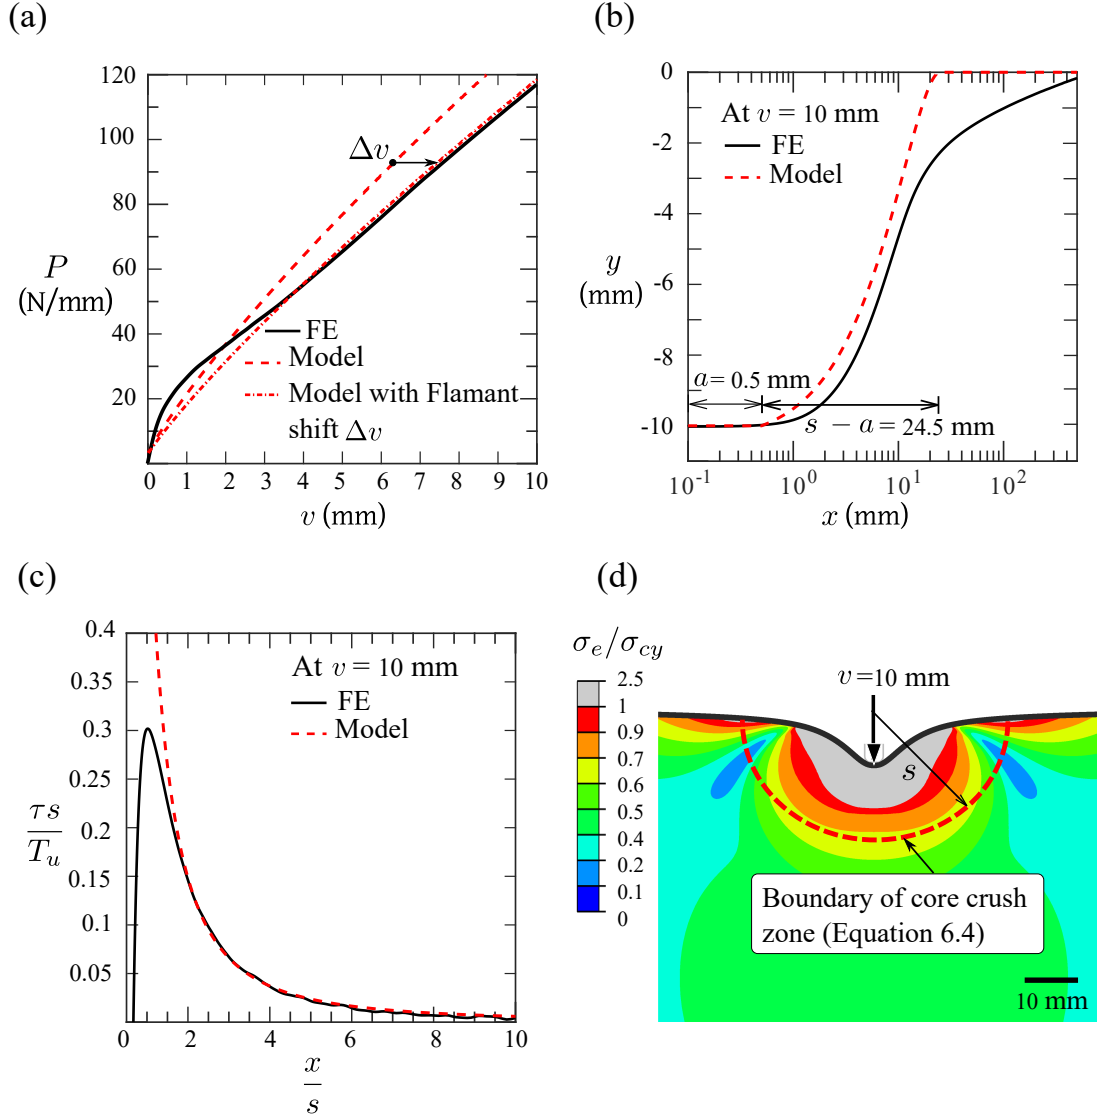 (a)
120
100
80
60
40
20
0
0 1 2 3 4 5 6 7 8 9 10
P
(N/mm)
v (mm)
Δv
FE
Model
Model with Flamant
shift Δv
(b)
0
-2
-4
-6
-8
-10
10^-1 10^0 10^1 10^2
y
(mm)
x (mm)
At v = 10 mm
FE
Model
a = 0.5 mm
s - a = 24.5 mm
(c)
0.4
0.35
0.3
0.25
0.2
0.15
0.1
0.05
0 2 4 6 8 10
τs
T_u
x
s
At v = 10 mm
FE
Model
(d)
σ_e/σ_cy
2.5
1
0.9
0.7
0.6
0.5
0.4
0.2
0.1
0
v=10 mm
s
Boundary of core crush
zone (Equation 6.4)
10 mm